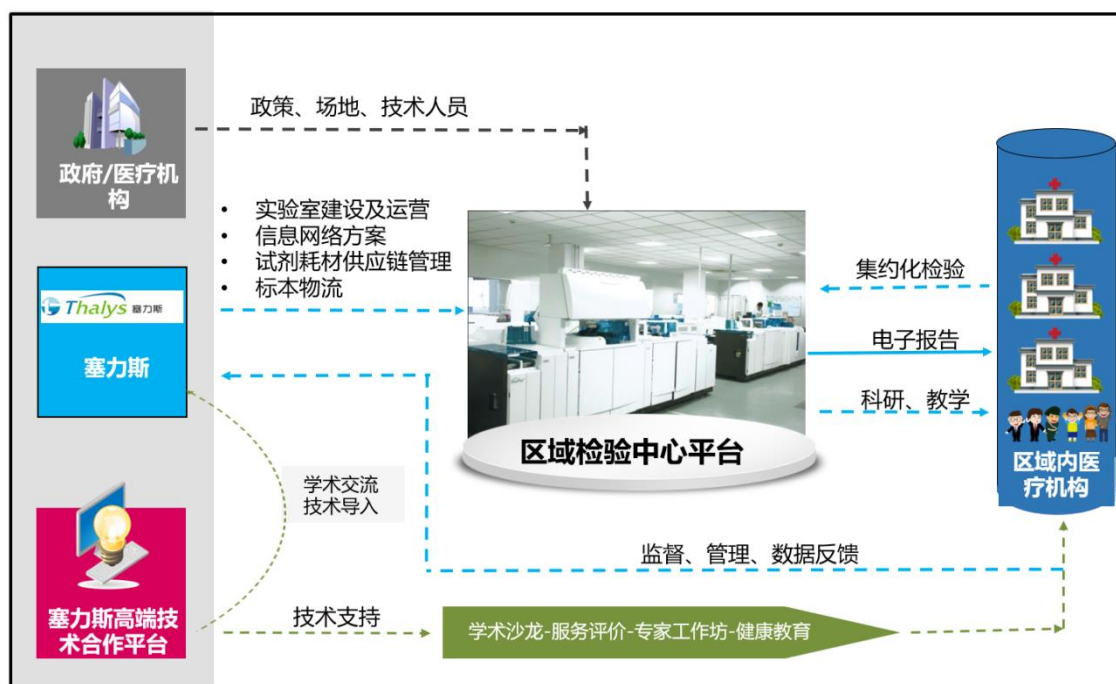 政府/医疗机
构
政策、场地、技术人员
• 实验室建设及运营
• 信息网络方案
• 试剂耗材供应链管理
• 标本物流
Thalys 塞力斯
塞力斯
区域检验中心平台
集约化检验
电子报告
科研、教学
区域内医
疗机构
学术交流
技术导入
监督、管理、数据反馈
塞力斯高端技
术合作平台
技术支持
学术沙龙-服务评价-专家工作坊-健康教育